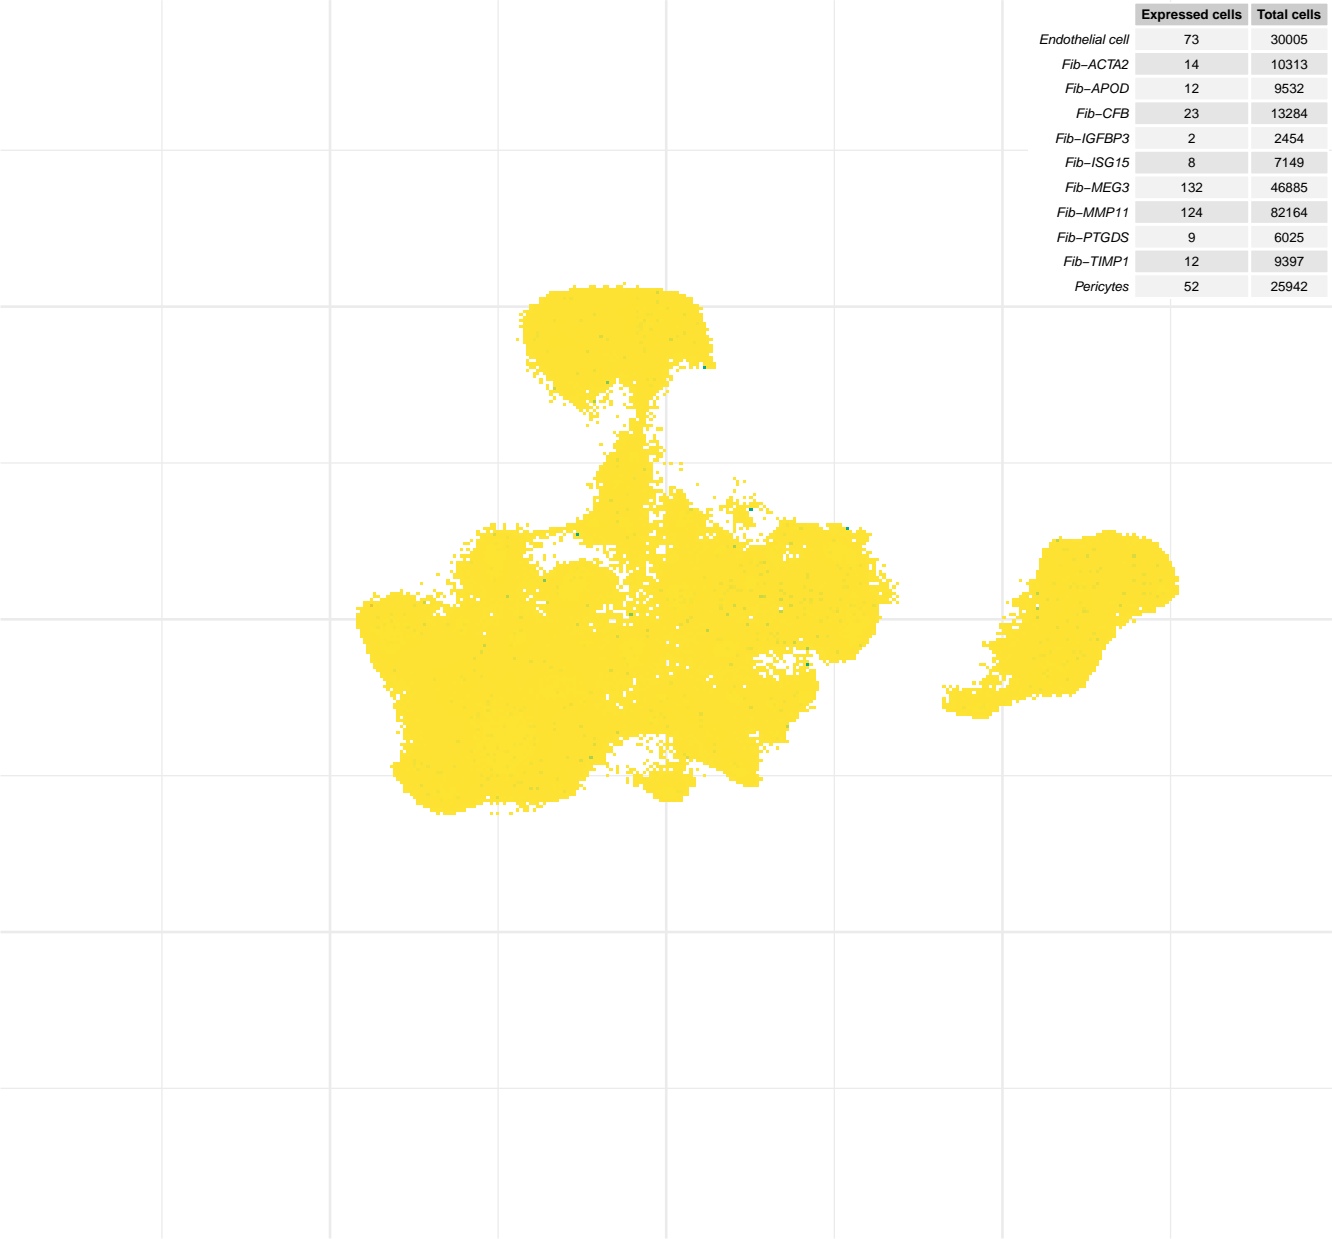 Expressed cells Total cells
Endothelial cell 73 30005
Fib−ACTA2 14 10313
Fib−APOD 12 9532
Fib−CFB 23 13284
Fib−IGFBP3 2 2454
Fib−ISG15 8 7149
Fib−MEG3 132 46885
Fib−MMP11 124 82164
Fib−PTGDS 9 6025
Fib−TIMP1 12 9397
Pericytes 52 25942